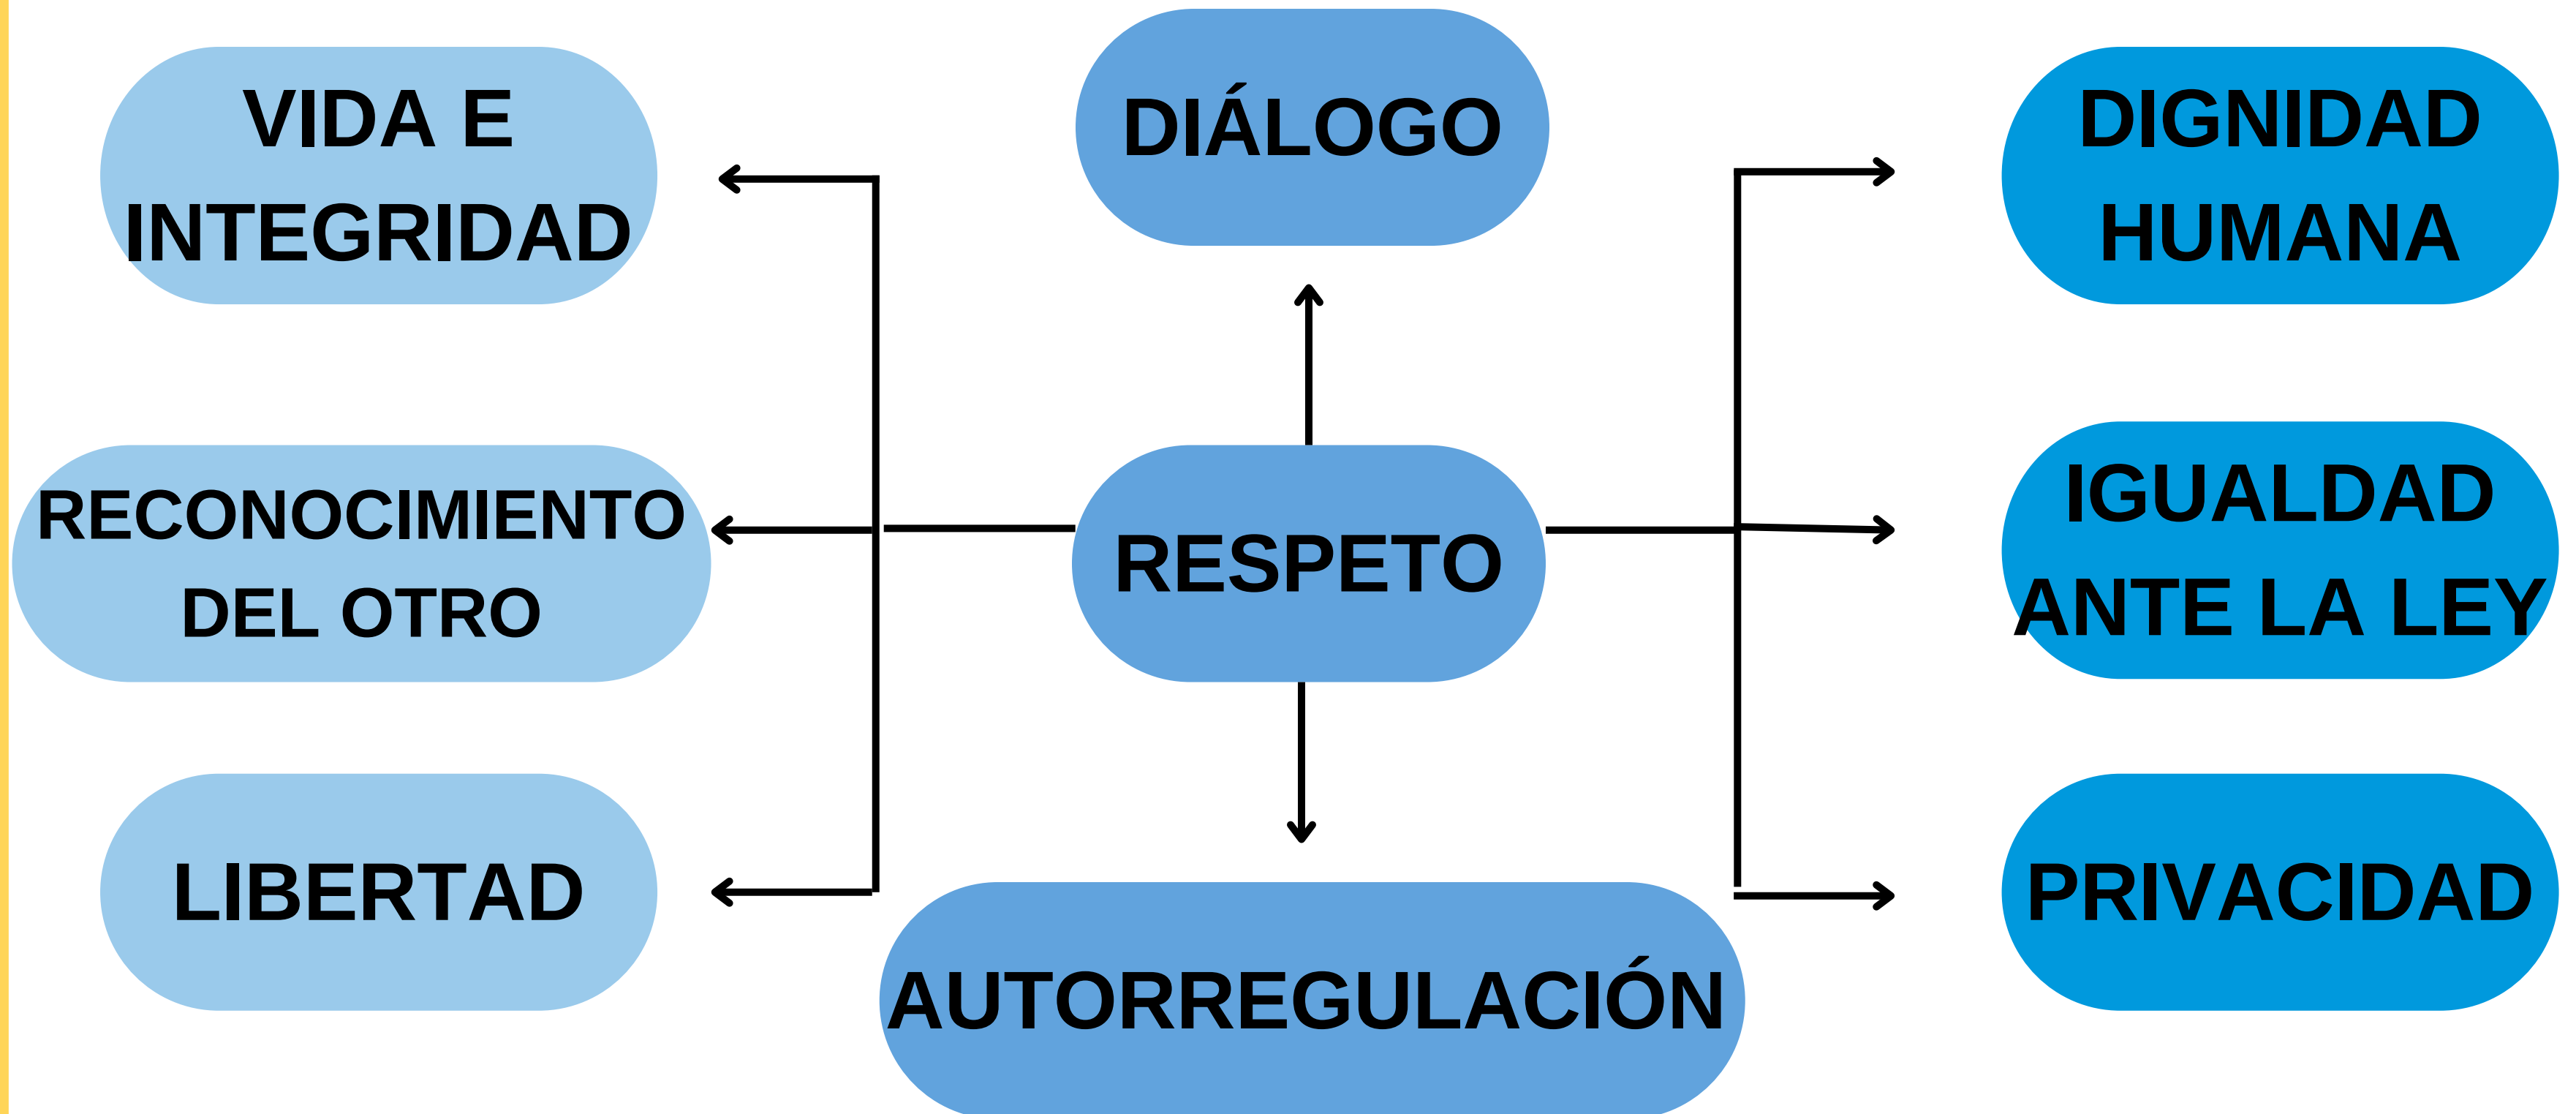 VIDA E
INTEGRIDAD
RECONOCIMIENTO
DEL OTRO
LIBERTAD
DIÁLOGO
RESPETO
AUTORREGULACIÓN
DIGNIDAD
HUMANA
IGUALDAD
ANTE LA LEY
PRIVACIDAD